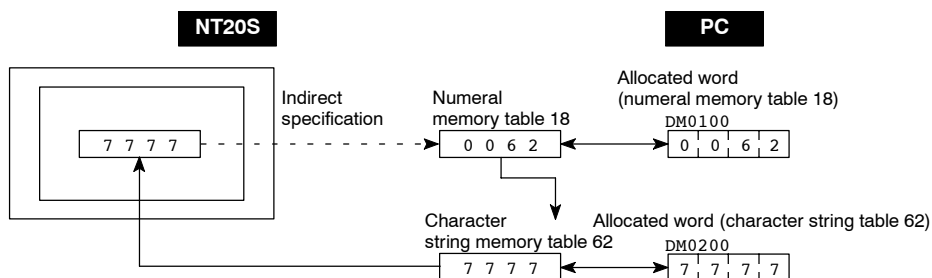 NT20S
PC
Indirect
specification
Numeral
memory table 18
Allocated word
(numeral memory table 18)
DM0100
7 7 7 7
0 0 6 2
0 0 6 2
Character
string memory table 62
Allocated word (character string table 62)
DM0200
7 7 7 7
7 7 7 7